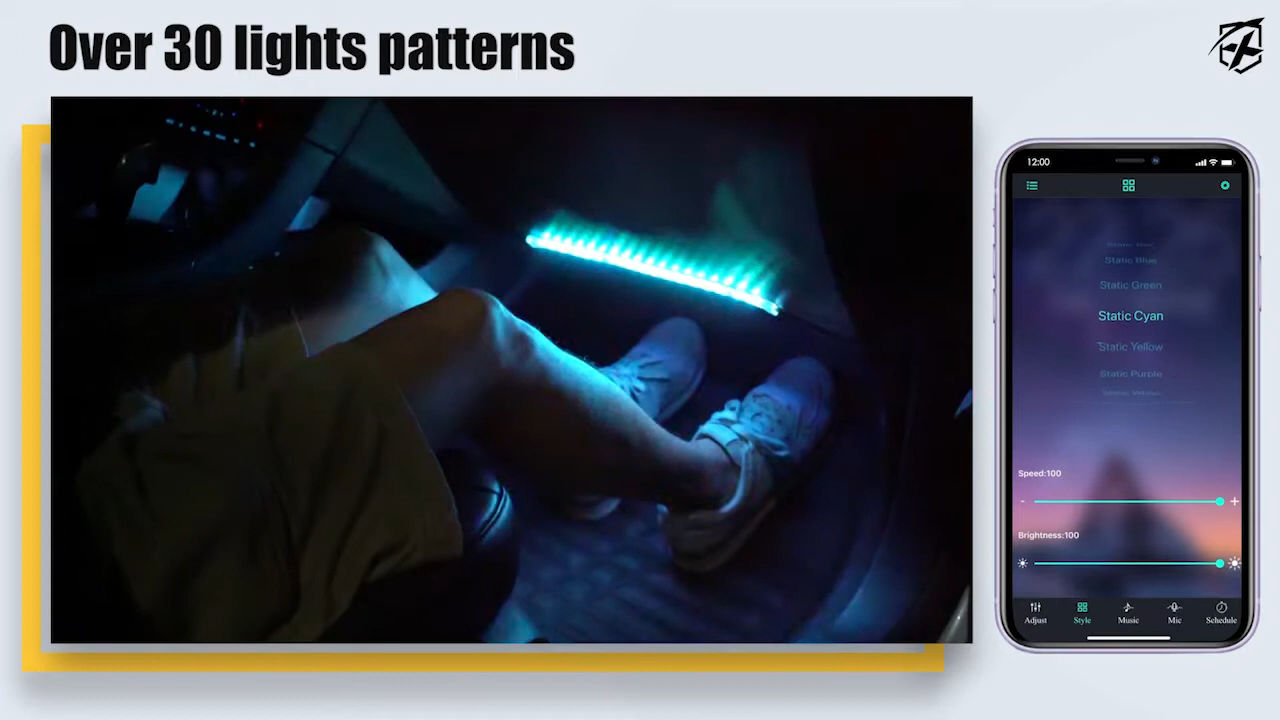 Over 30 lights patterns
12:00
Static Blue
Static Green
Static Cyan
Static Yellow
Static Purple
Speed:100
- +
Brightness:100
Adjust Style Music Mic Schedule